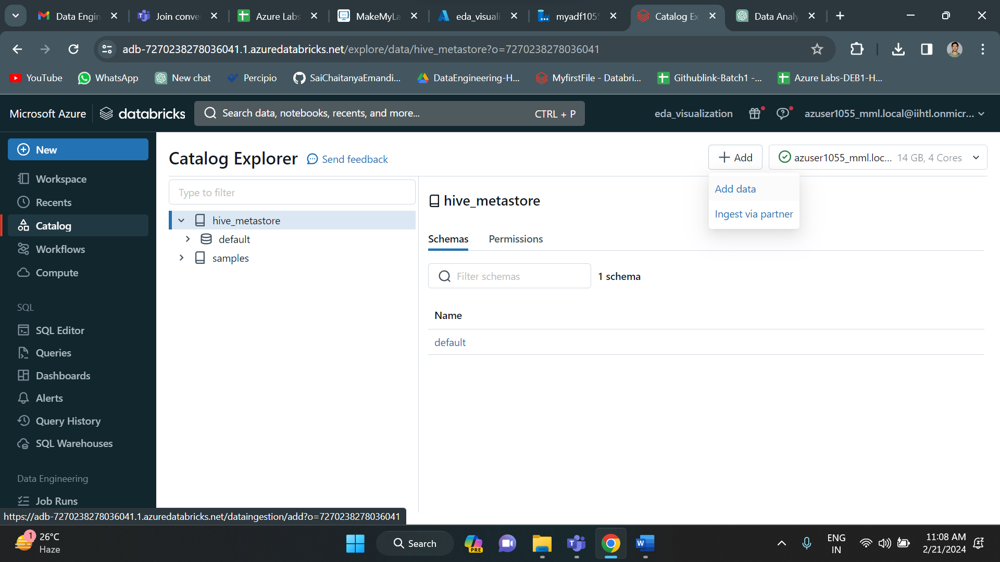 Data Engin
Join conve
Azure Labs
MakeMyLa
eda_visuali
myadf1055
Catalog Ex
Data Analy
adb-7270238278036041.1.azuredatabricks.net/explore/data/hive_metastore?o=7270238278036041
YouTube
WhatsApp
New chat
Percipio
SaiChaitanyaEmandi...
DataEngineering-H...
MyfirstFile - Databri...
Githublink-Batch1 -...
Azure Labs-DEB1-H...
Microsoft Azure
databricks
Search data, notebooks, recents, and more...
CTRL + P
eda_visualization
azuser1055_mml.local@iihtl.onmicr...
New
Workspace
Recents
Catalog
Workflows
Compute
SQL
SQL Editor
Queries
Dashboards
Alerts
Query History
SQL Warehouses
Data Engineering
Job Runs
Catalog Explorer
Send feedback
Add
azuser1055_mml.loc...
14 GB, 4 Cores
Add data
Ingest via partner
Type to filter
hive_metastore
default
samples
hive_metastore
Schemas
Permissions
Filter schemas
1 schema
Name
default
https://adb-7270238278036041.1.azuredatabricks.net/dataingestion/add?o=7270238278036041
1
26°C
Haze
Search
PRE
ENG
IN
11:08 AM
2/21/2024